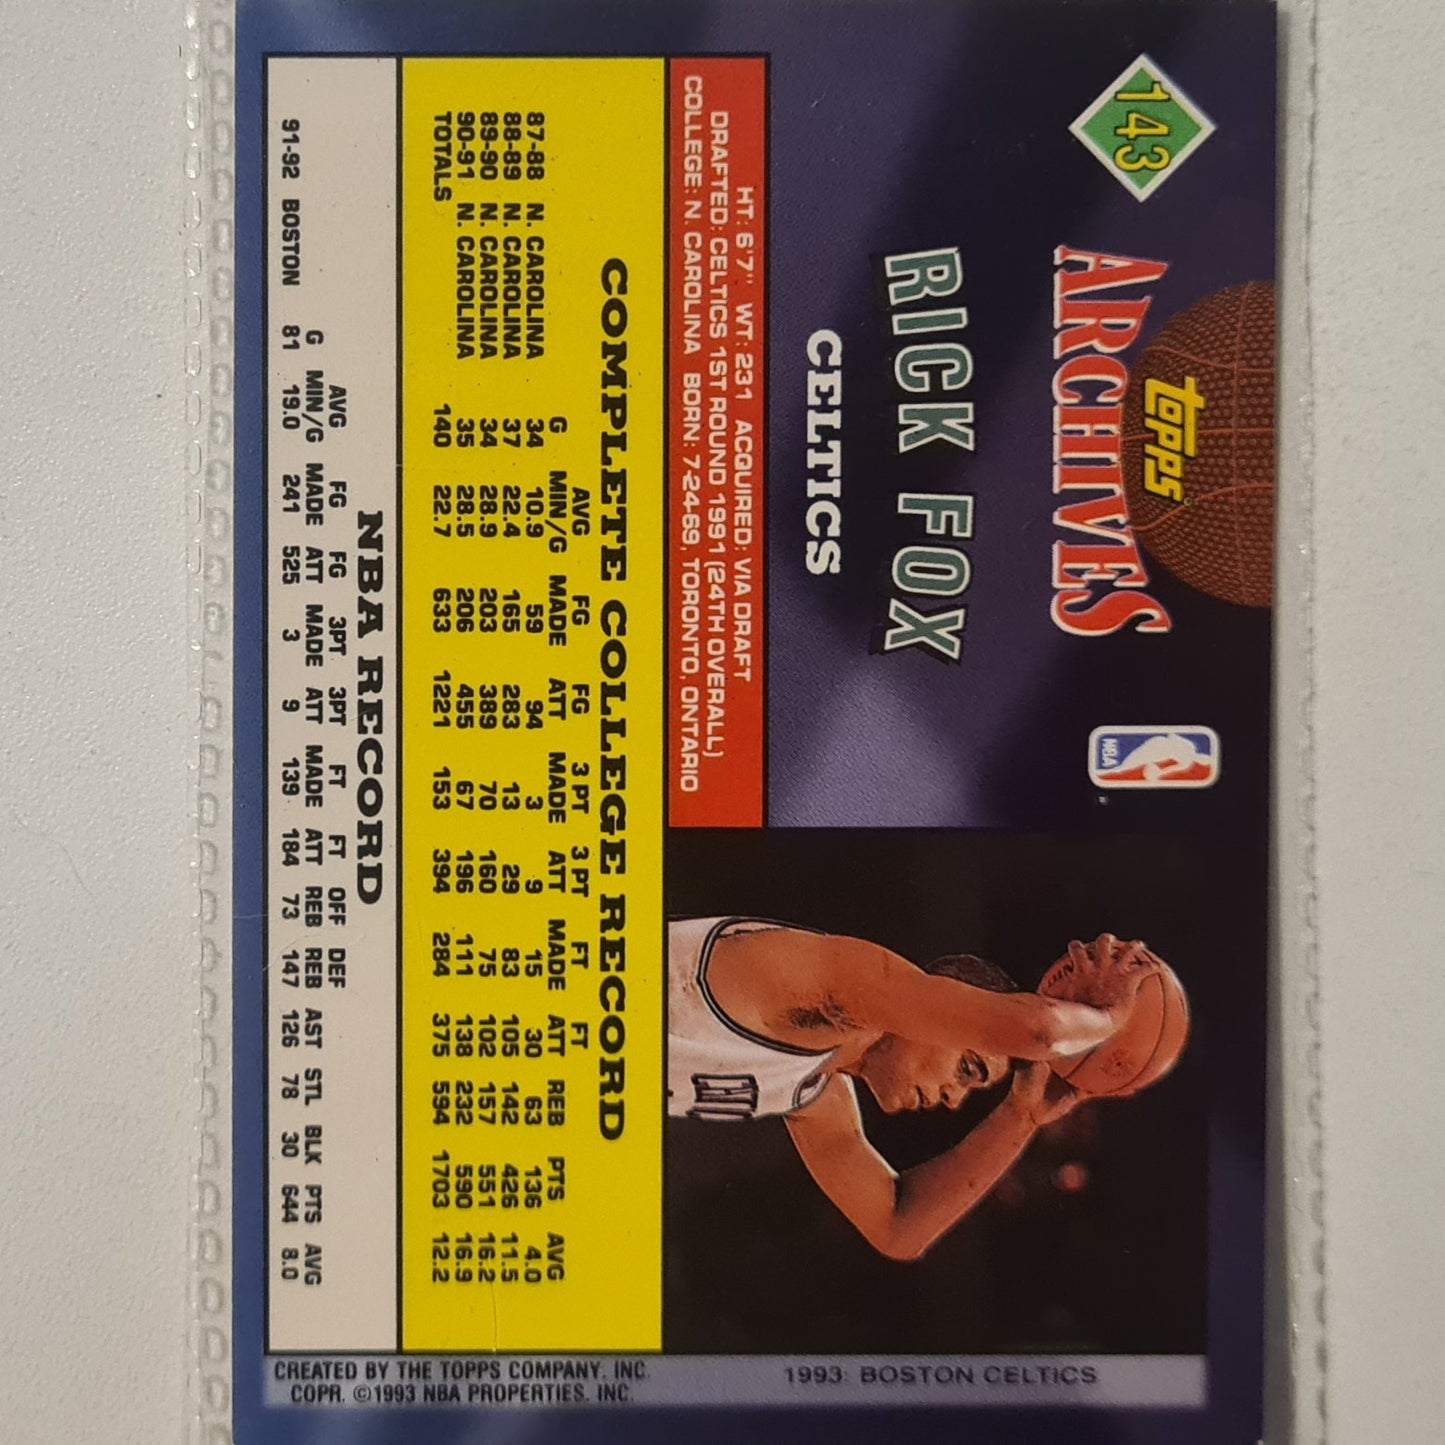 143
topps
ARCHIVES
NBA
RICK FOX
CELTICS
HT: 6'7" WT: 231 ACQUIRED: VIA DRAFT
DRAFTED: CELTICS 1ST ROUND 1991 (24TH OVERALL)
COLLEGE: N. CAROLINA BORN: 7-24-69, TORONTO, ONTARIO
COMPLETE COLLEGE RECORD
AVG FG FG 3 PT 3 PT FT FT
G MIN/G MADE ATT MADE ATT MADE ATT REB PTS AVG
87-88 N. CAROLINA 34 10.9 59 94 3 9 15 30 63 136 4.0
88-89 N. CAROLINA 37 22.4 165 283 13 29 83 105 142 426 11.5
89-90 N. CAROLINA 34 28.9 203 389 70 160 75 102 157 551 16.2
90-91 N. CAROLINA 35 28.5 206 455 67 196 111 138 232 590 16.9
TOTALS 140 22.7 633 1221 153 394 284 375 594 1703 12.2
NBA RECORD
AVG FG FG 3PT 3PT FT FT OFF DEF
G MIN/G MADE ATT MADE ATT MADE ATT REB REB AST STL BLK PTS AVG
91-92 BOSTON 81 19.0 241 525 3 9 139 184 73 147 126 78 30 644 8.0
1993: BOSTON CELTICS
CREATED BY THE TOPPS COMPANY, INC.
COPR. ©1993 NBA PROPERTIES, INC.